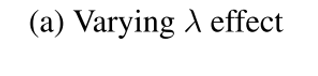 (a) Varying λ effect